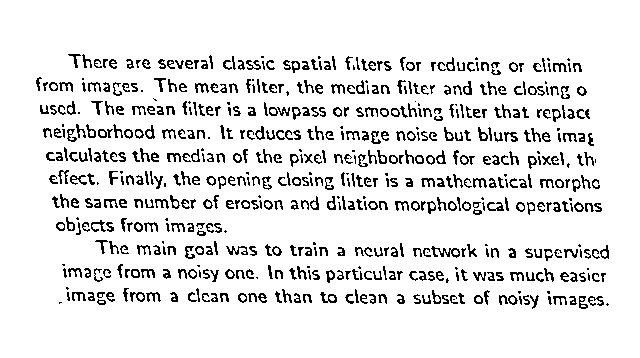 There are several classic spatial filters for reducing or elimin
from images. The mean filter, the median filter and the closing o
used. The mean filter is a lowpass or smoothing filter that replac
neighborhood mean. It reduces the image noise but blurs the imag
calculates the median of the pixel neighborhood for each pixel, th
effect. Finally, the opening closing filter is a mathematical morpho
the same number of erosion and dilation morphological operations
objects from images.
The main goal was to train a neural network in a supervised
image from a noisy one. In this particular case, it was much easier
image from a clean one than to clean a subset of noisy images.